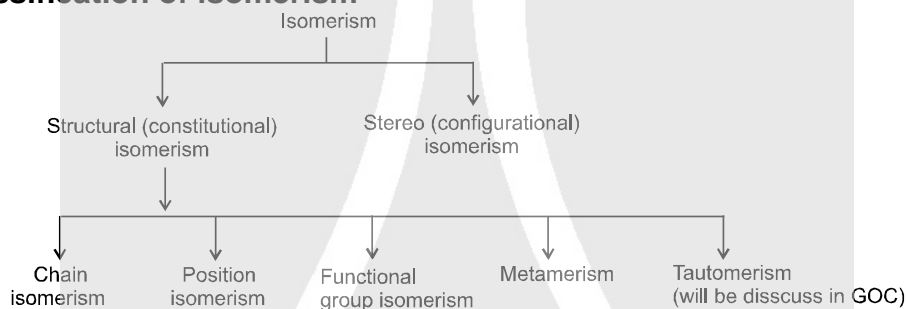 Isomerism
Structural (constitutional)
isomerism
Stereo (configurational)
isomerism
Chain
isomerism
Position
isomerism
Functional
group isomerism
Metamerism
Tautomerism
(will be disscuss in GOC)